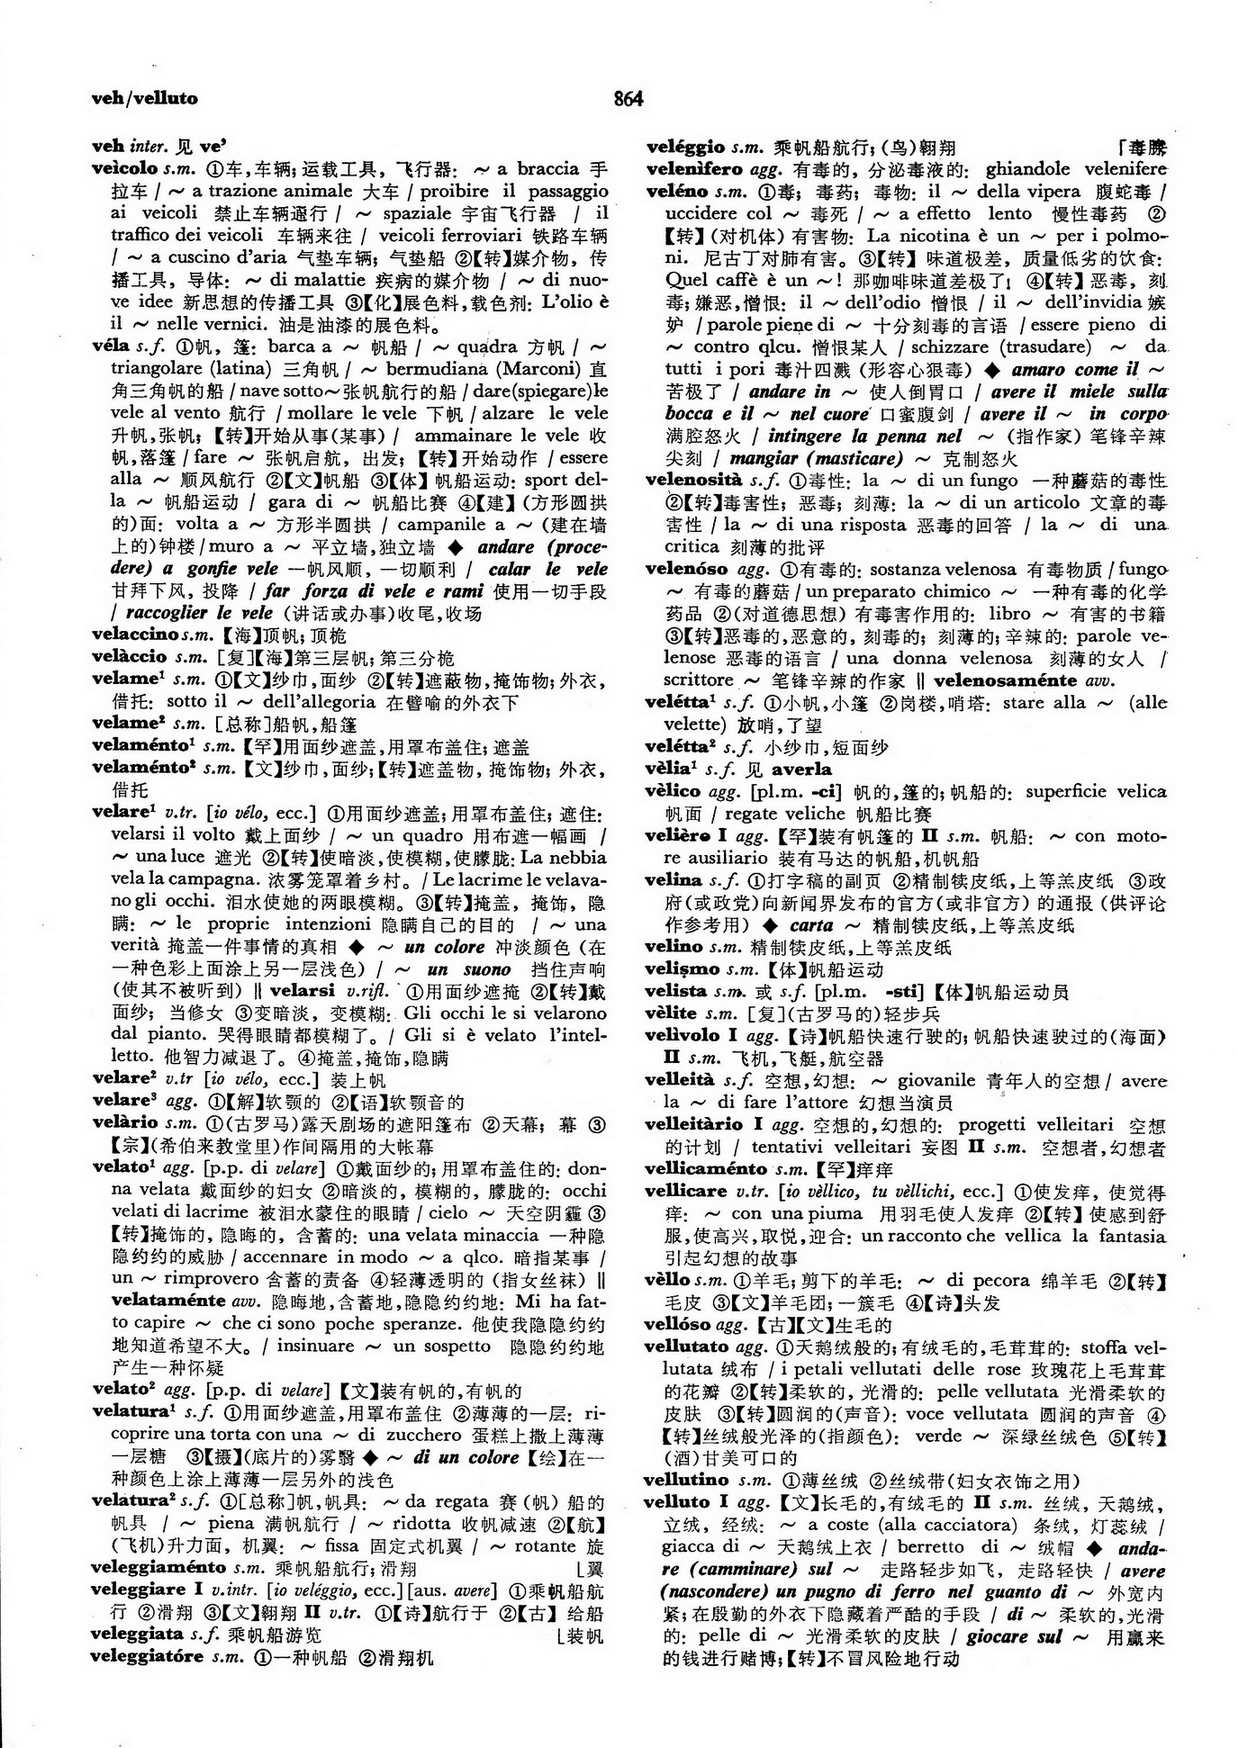 veh/velluto
864
veh inter. 见 ve³
veìcolo s.m. ①车,车辆;运载工具, 飞行器: ～ a braccia 手
拉车 / ～ a trazione animale 大车 / proibire il passaggio
ai veicoli 禁止车辆通行 / ～ spaziale 宇宙飞行器 / il
traffico dei veicoli 车辆来往 / veicoli ferroviari 铁路车辆
/ ～ a cuscino d'aria 气垫车辆; 气垫船 ②【转】媒介物, 传
播工具, 导体: ～ di malattie 疾病的媒介物 / ～ di nuo-
ve idee 新思想的传播工具 ③【化】展色料,载色剂: L'olio è
il ～ nelle vernici. 油是油漆的展色料。
véla s.f. ①帆, 篷: barca a ～ 帆船 / ～ quadra 方帆 / ～
triangolare (latina) 三角帆 / ～ bermudiana (Marconi) 直
角三角帆的船 / nave sotto～张帆航行的船 / dare(spiegare)le
vele al vento 航行 / mollare le vele 下帆 / alzare le vele
升帆,张帆; 【转】开始从事(某事) / ammainare le vele 收
帆,落篷 / fare ～ 张帆启航, 出发; 【转】开始动作 / essere
alla ～ 顺风航行 ②【文】帆船 ③【体】帆船运动: sport del-
la ～ 帆船运动 / gara di ～ 帆船比赛 ④【建】(方形圆拱
的)面: volta a ～ 方形半圆拱 / campanile a ～ (建在墙
上的)钟楼 / muro a ～ 平立墙,独立墙 ◆ andare (proce-
dere) a gonfie vele 一帆风顺, 一切顺利 / calar le vele
甘拜下风, 投降 / far forza di vele e rami 使用一切手段
/ raccoglier le vele (讲话或办事)收尾,收场
velaccino s.m. 【海】顶帆;顶桅
velàccio s.m. [复]【海】第三层帆;第三分桅
velame¹ s.m. ①【文】纱巾,面纱 ②【转】遮蔽物,掩饰物;外衣,
借托: sotto il ～ dell'allegoria 在譬喻的外衣下
velame² s.m. [总称]船帆,船篷
velaménto¹ s.m. 【罕】用面纱遮盖,用罩布盖住;遮盖
velaménto² s.m. 【文】纱巾,面纱;【转】遮盖物, 掩饰物; 外衣,
借托
velare¹ v.tr. [io vélo, ecc.] ①用面纱遮盖;用罩布盖住; 遮住:
velarsi il volto 戴上面纱 / ～ un quadro 用布遮一幅画 /
～ una luce 遮光 ②【转】使暗淡,使模糊,使朦胧: La nebbia
vela la campagna. 浓雾笼罩着乡村。 / Le lacrime le velava-
no gli occhi. 泪水使她的两眼模糊。③【转】掩盖, 掩饰, 隐
瞒: ～ le proprie intenzioni 隐瞒自己的目的 / ～ una
verità 掩盖一件事情的真相 ◆ ～ un colore 冲淡颜色 (在
一种色彩上面涂上另一层浅色) / ～ un suono 挡住声响
(使其不被听到) ‖ velarsi v.rifl. ①用面纱遮掩 ②【转】戴
面纱; 当修女 ③变暗淡, 变模糊: Gli occhi le si velarono
dal pianto. 哭得眼睛都模糊了。/ Gli si è velato l'intel-
letto. 他智力减退了。④掩盖,掩饰,隐瞒
velare² v.tr [io vélo, ecc.] 装上帆
velare³ agg. ①【解】软颚的 ②【语】软颚音的
velàrio s.m. ①(古罗马)露天剧场的遮阳篷布 ②天幕; 幕 ③
【宗】(希伯来教堂里)作间隔用的大帐幕
velato¹ agg. [p.p. di velare] ①戴面纱的;用罩布盖住的: don-
na velata 戴面纱的妇女 ②暗淡的, 模糊的, 朦胧的: occhi
velati di lacrime 被泪水蒙住的眼睛 / cielo ～ 天空阴霾 ③
【转】掩饰的, 隐晦的, 含蓄的: una velata minaccia 一种隐
隐约约的威胁 / accennare in modo ～ a qlco. 暗指某事 /
un ～ rimprovero 含蓄的责备 ④轻薄透明的 (指女丝袜) ‖
velataménte avv. 隐晦地,含蓄地,隐隐约约地: Mi ha fat-
to capire ～ che ci sono poche speranze. 他使我隐隐约约
地知道希望不大。/ insinuare ～ un sospetto 隐隐约约地
产生一种怀疑
velato² agg. [p.p. di velare] 【文】装有帆的,有帆的
velatura¹ s.f. ①用面纱遮盖,用罩布盖住 ②薄薄的一层: ri-
coprire una torta con una ～ di zucchero 蛋糕上撒上薄薄
一层糖 ③【摄】(底片的)雾翳 ◆ ～ di un colore 【绘】在一
种颜色上涂上薄薄一层另外的浅色
velatura² s.f. ①[总称]帆,帆具: ～ da regata 赛 (帆) 船的
帆具 / ～ piena 满帆航行 / ～ ridotta 收帆减速 ②【航】
(飞机)升力面, 机翼: ～ fissa 固定式机翼 / ～ rotante 旋
veleggiaménto s.m. 乘帆船航行;滑翔 ⌊翼
veleggiare I v.intr. [io veléggio, ecc.] [aus. avere] ①乘帆船航
行 ②滑翔 ③【文】翱翔 II v.tr. ①【诗】航行于 ②【古】给船
veleggiata s.f. 乘帆船游览 ⌊装帆
veleggiatóre s.m. ①一种帆船 ②滑翔机
veléggio s.m. 乘帆船航行; (鸟)翱翔 「毒腾
velenìfero agg. 有毒的, 分泌毒液的: ghiandole velenifere
veléno s.m. ①毒; 毒药; 毒物: il ～ della vipera 腹蛇毒 /
uccidere col ～ 毒死 / ～ a effetto lento 慢性毒药 ②
【转】(对机体) 有害物: La nicotina è un ～ per i polmo-
ni. 尼古丁对肺有害。③【转】味道极差, 质量低劣的饮食:
Quel caffè è un ～! 那咖啡味道差极了! ④【转】恶毒, 刻
毒;嫌恶,憎恨: il ～ dell'odio 憎恨 / il ～ dell'invidia 嫉
妒 / parole piene di ～ 十分刻毒的言语 / essere pieno di
～ contro qlcu. 憎恨某人 / schizzare (trasudare) ～ da
tutti i pori 毒汁四溅 (形容心狠毒) ◆ amaro come il ～
苦极了 / andare in ～ 使人倒胃口 / avere il miele sulla
bocca e il ～ nel cuore 口蜜腹剑 / avere il ～ in corpo
满腔怒火 / intingere la penna nel ～ (指作家) 笔锋辛辣
尖刻 / mangiar (masticare) ～ 克制怒火
velenosità s.f. ①毒性: la ～ di un fungo 一种蘑菇的毒性
②【转】毒害性; 恶毒; 刻薄: la ～ di un articolo 文章的毒
害性 / la ～ di una risposta 恶毒的回答 / la ～ di una
critica 刻薄的批评
velenóso agg. ①有毒的: sostanza velenosa 有毒物质 / fungo
～ 有毒的蘑菇 / un preparato chimico ～ 一种有毒的化学
药品 ②(对道德思想) 有毒害作用的: libro ～ 有害的书籍
③【转】恶毒的,恶意的, 刻毒的; 刻薄的;辛辣的: parole ve-
lenose 恶毒的语言 / una donna velenosa 刻薄的女人 /
scrittore ～ 笔锋辛辣的作家 ‖ velenosaménte avv.
velétta¹ s.f. ①小帆,小篷 ②岗楼,哨塔: stare alla ～ (alle
velette) 放哨,了望
velétta² s.f. 小纱巾,短面纱
vèlia¹ s.f. 见 averla
vèlico agg. [pl.m. -ci] 帆的,篷的;帆船的: superficie velica
帆面 / regate veliche 帆船比赛
velière I agg. 【罕】装有帆篷的 II s.m. 帆船: ～ con moto-
re ausiliario 装有马达的帆船,机帆船
velina s.f. ①打字稿的副页 ②精制犊皮纸,上等羔皮纸 ③政
府(或政党)向新闻界发布的官方(或非官方) 的通报 (供评论
作参考用) ◆ carta ～ 精制犊皮纸,上等羔皮纸
velino s.m. 精制犊皮纸,上等羔皮纸
velismo s.m. 【体】帆船运动
velista s.m. 或 s.f. [pl.m. -sti] 【体】帆船运动员
vèlite s.m. [复](古罗马的)轻步兵
velìvolo I agg. 【诗】帆船快速行驶的;帆船快速驶过的(海面)
II s.m. 飞机,飞艇,航空器
velleità s.f. 空想,幻想: ～ giovanile 青年人的空想 / avere
la ～ di fare l'attore 幻想当演员
velleitàrio I agg. 空想的,幻想的: progetti velleitari 空想
的计划 / tentativi velleitari 妄图 II s.m. 空想者,幻想者
vellicaménto s.m. 【罕】痒痒
vellicare v.tr. [io vèllico, tu vèllichi, ecc.] ①使发痒, 使觉得
痒: ～ con una piuma 用羽毛使人发痒 ②【转】使感到舒
服,使高兴,取悦,迎合: un racconto che vellica la fantasia
引起幻想的故事
vèllo s.m. ①羊毛;剪下的羊毛: ～ di pecora 绵羊毛 ②【转】
毛皮 ③【文】羊毛团;一簇毛 ④【诗】头发
vellóso agg. 【古】【文】生毛的
vellutato agg. ①天鹅绒般的;有绒毛的,毛茸茸的: stoffa vel-
lutata 绒布 / i petali vellutati delle rose 玫瑰花上毛茸茸
的花瓣 ②【转】柔软的, 光滑的: pelle vellutata 光滑柔软的
皮肤 ③【转】圆润的(声音): voce vellutata 圆润的声音 ④
【转】丝绒般光泽的(指颜色): verde ～ 深绿丝绒色 ⑤【转】
(酒)甘美可口的
vellutino s.m. ①薄丝绒 ②丝绒带(妇女衣饰之用)
velluto I agg. 【文】长毛的,有绒毛的 II s.m. 丝绒, 天鹅绒,
立绒, 经绒: ～ a coste (alla cacciatora) 条绒, 灯蕊绒 /
giacca di ～ 天鹅绒上衣 / berretto di ～ 绒帽 ◆ anda-
re (camminare) sul ～ 走路轻步如飞, 走路轻快 / avere
(nascondere) un pugno di ferro nel guanto di ～ 外宽内
紧;在殷勤的外衣下隐藏着严酷的手段 / di ～ 柔软的,光滑
的: pelle di ～ 光滑柔软的皮肤 / giocare sul ～ 用赢来
的钱进行赌博;【转】不冒风险地行动